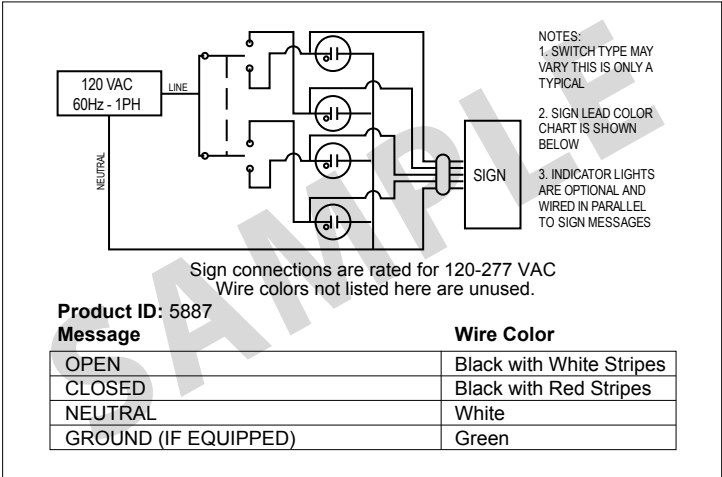 120 VAC
60Hz - 1PH
LINE
NEUTRAL
SIGN
NOTES:
1. SWITCH TYPE MAY
VARY THIS IS ONLY A
TYPICAL
2. SIGN LEAD COLOR
CHART IS SHOWN
BELOW
3. INDICATOR LIGHTS
ARE OPTIONAL AND
WIRED IN PARALLEL
TO SIGN MESSAGES
Sign connections are rated for 120-277 VAC
Wire colors not listed here are unused.
Product ID: 5887
Message Wire Color
OPEN Black with White Stripes
CLOSED Black with Red Stripes
NEUTRAL White
GROUND (IF EQUIPPED) Green
SAMPLE